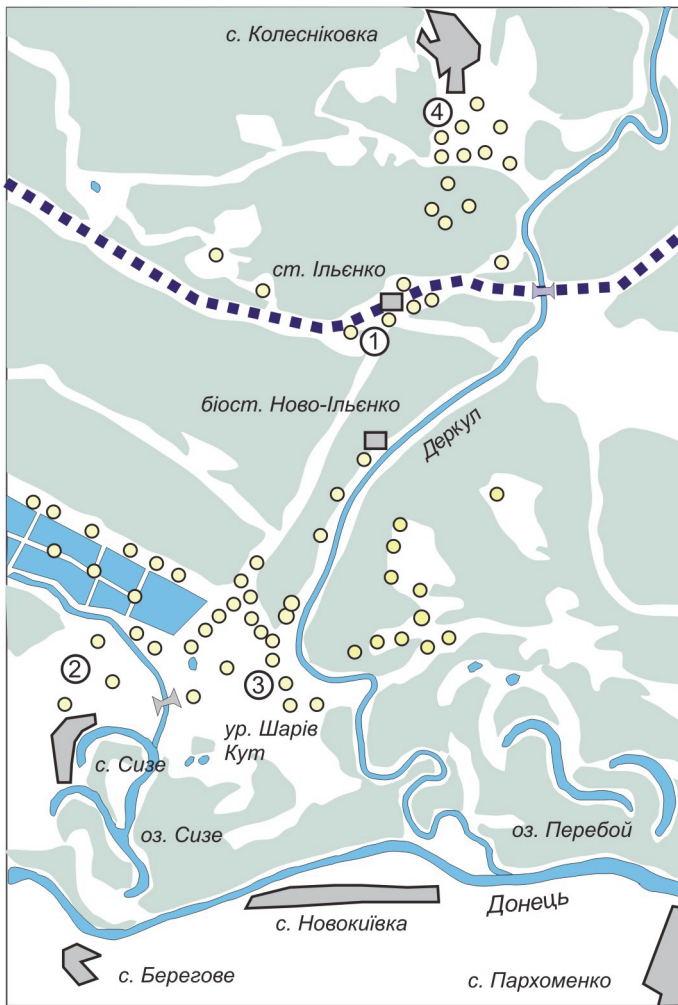 с. Колесніковка
4
ст. Ільєнко
1
біост. Ново-Ільєнко
Деркул
2
3
ур. Шарів
Кут
с. Сизе
оз. Сизе
оз. Перебой
Донець
с. Новокиївка
с. Берегове
с. Пархоменко